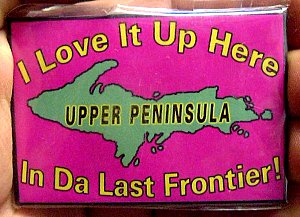 I Love It Up Here
UPPER PENINSULA
In Da Last Frontier!